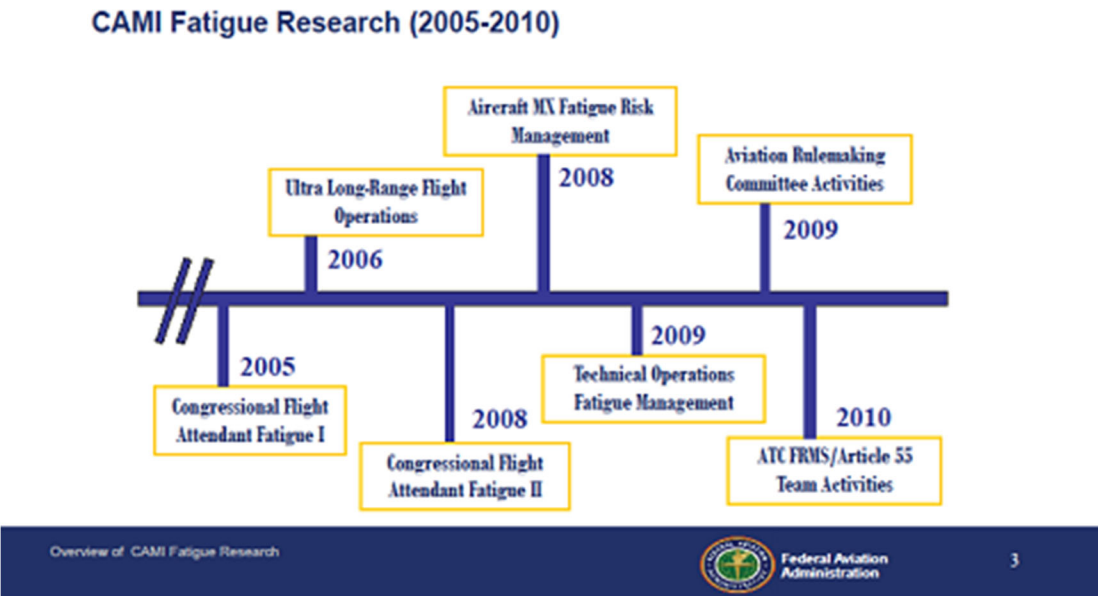 CAMI Fatigue Research (2005-2010)
Aircraft MX Fatigue Risk
Management
2008
Aviation Rulemaking
Committee Activities
2009
Ultra Long-Range Flight
Operations
2006
2005
Congressional Flight
Attendant Fatigue I
2008
Congressional Flight
Attendant Fatigue II
2009
Technical Operations
Fatigue Management
2010
ATC FRMS/Article 55
Team Activities
Overview of CAMI Fatigue Research
Federal Aviation
Administration
3